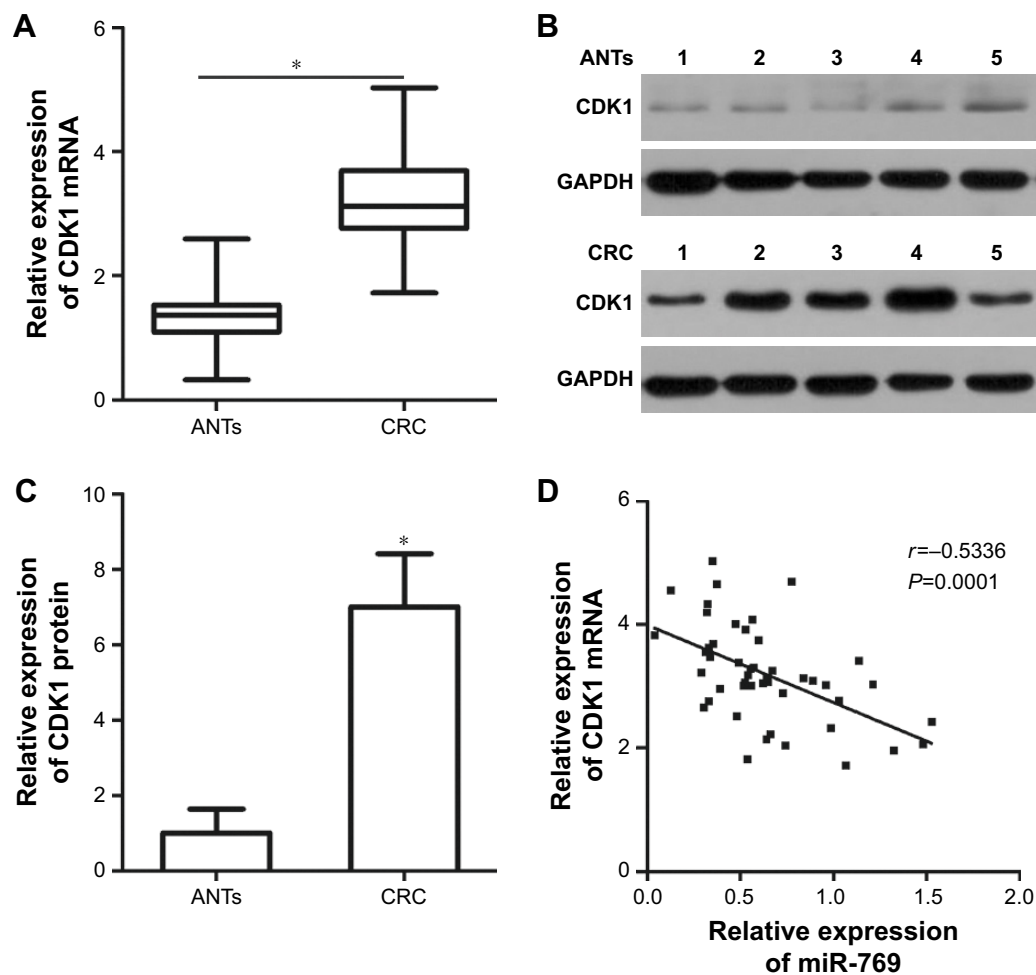 A
Relative expression
of CDK1 mRNA
6
4
2
0
*
ANTs
CRC
B
ANTs 1 2 3 4 5
CDK1
GAPDH
CRC 1 2 3 4 5
CDK1
GAPDH
C
Relative expression
of CDK1 protein
10
8
6
4
2
0
*
ANTs
CRC
D
Relative expression
of CDK1 mRNA
6
4
2
0
r=–0.5336
P=0.0001
0.0 0.5 1.0 1.5 2.0
Relative expression
of miR-769